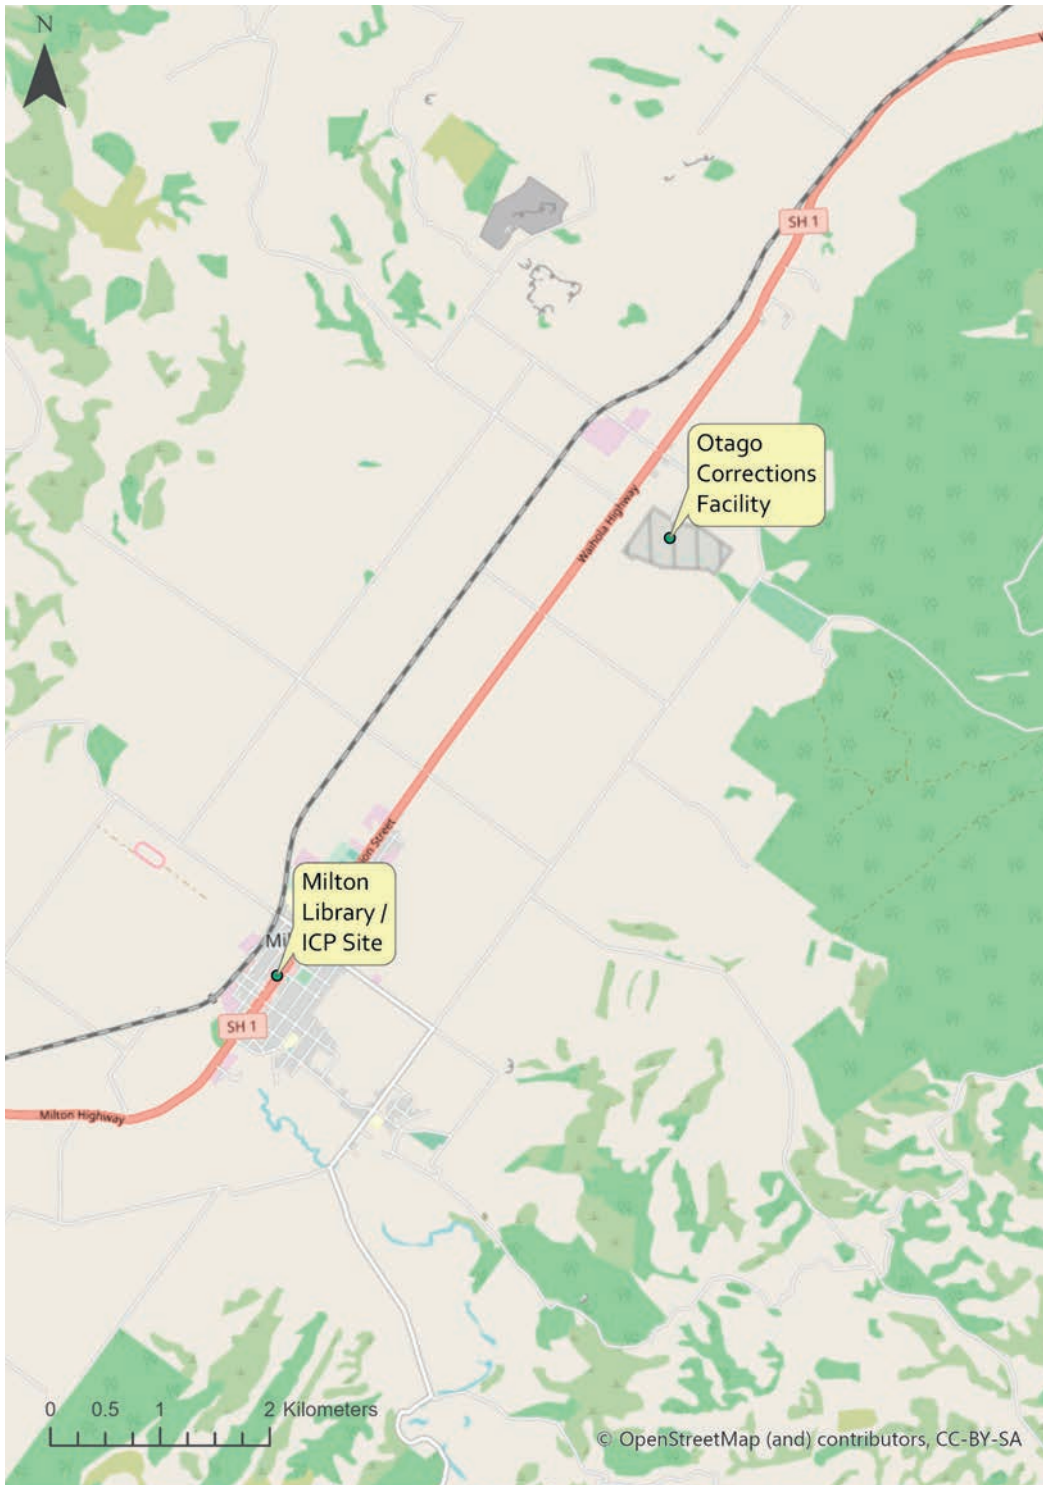 N
SH 1
Otago
Corrections
Facility
Waihola Highway
Street
Milton
Library /
ICP Site
SH 1
Milton Highway
0 0.5 1 2 Kilometers
© OpenStreetMap (and) contributors, CC-BY-SA